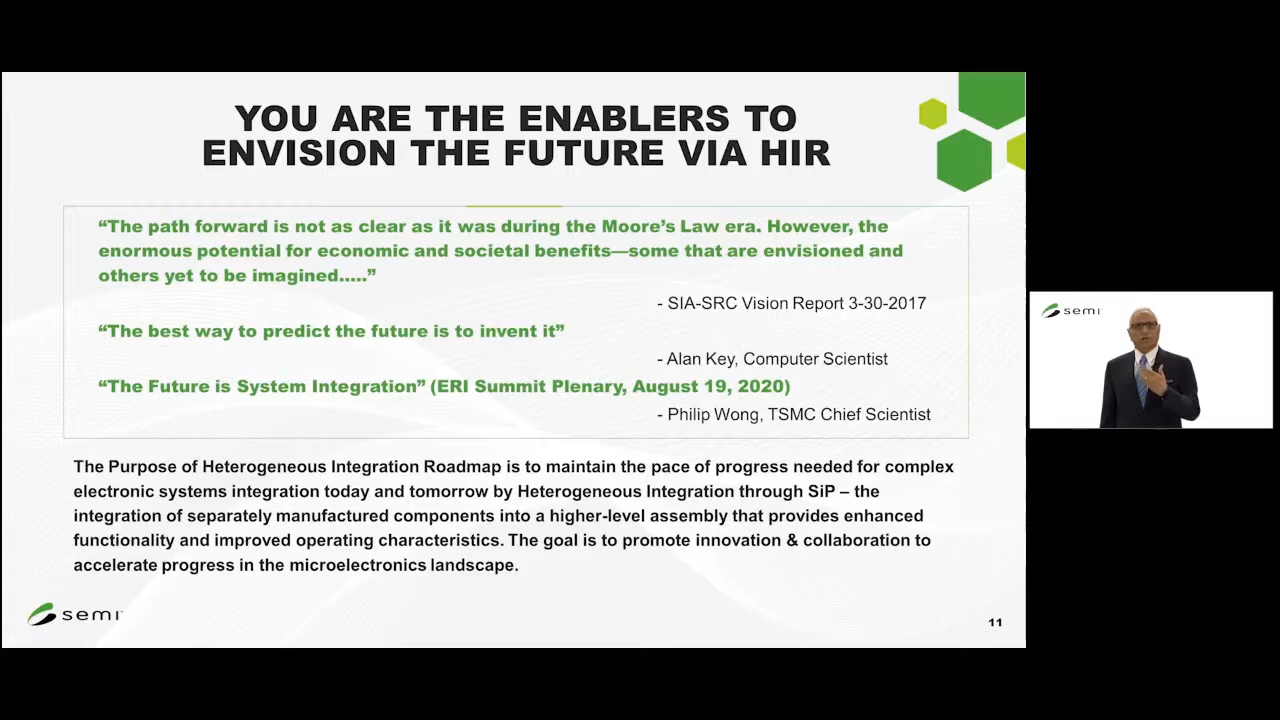 YOU ARE THE ENABLERS TO
ENVISION THE FUTURE VIA HIR
“The path forward is not as clear as it was during the Moore’s Law era. However, the
enormous potential for economic and societal benefits—some that are envisioned and
others yet to be imagined.....”
- SIA-SRC Vision Report 3-30-2017
“The best way to predict the future is to invent it”
- Alan Key, Computer Scientist
“The Future is System Integration” (ERI Summit Plenary, August 19, 2020)
- Philip Wong, TSMC Chief Scientist
The Purpose of Heterogeneous Integration Roadmap is to maintain the pace of progress needed for complex
electronic systems integration today and tomorrow by Heterogeneous Integration through SiP – the
integration of separately manufactured components into a higher-level assembly that provides enhanced
functionality and improved operating characteristics. The goal is to promote innovation & collaboration to
accelerate progress in the microelectronics landscape.
semi
11
semi